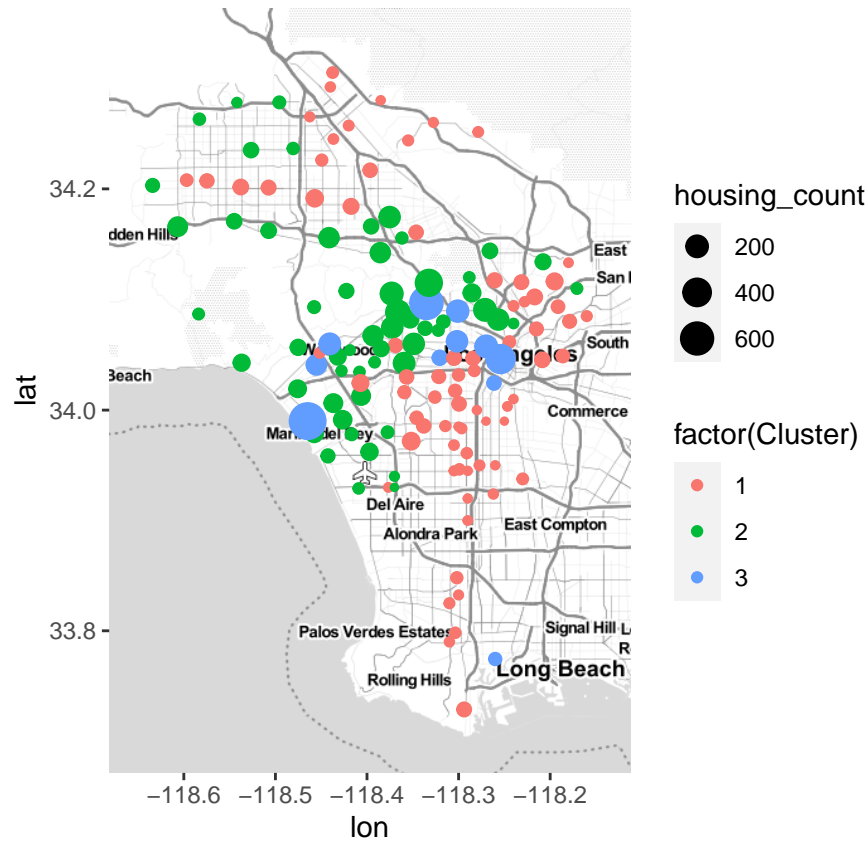 34.2
34.0
33.8
lat
−118.6
−118.5
−118.4
−118.3
−118.2
lon
dden Hills
East
San
South
Beach
Commerce
Del Aire
Alondra Park
East Compton
Palos Verdes Estates
Signal Hill
Long Beach
Rolling Hills
housing_count
200
400
600
factor(Cluster)
1
2
3